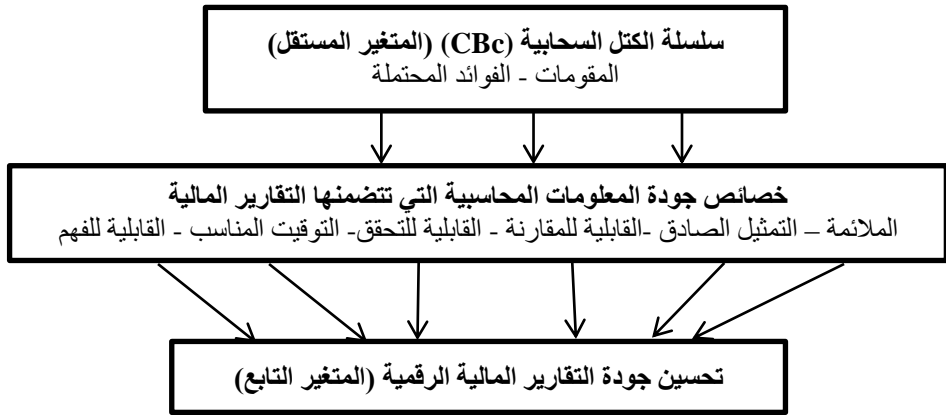 سلسلة الكتل السحابية (CBc) (المتغير المستقل)
المقومات - الفوائد المحتملة
خصائص جودة المعلومات المحاسبية التي تتضمنها التقارير المالية
الملائمة – التمثيل الصادق -القابلية للمقارنة - القابلية للتحقق- التوقيت المناسب - القابلية للفهم
تحسين جودة التقارير المالية الرقمية (المتغير التابع)